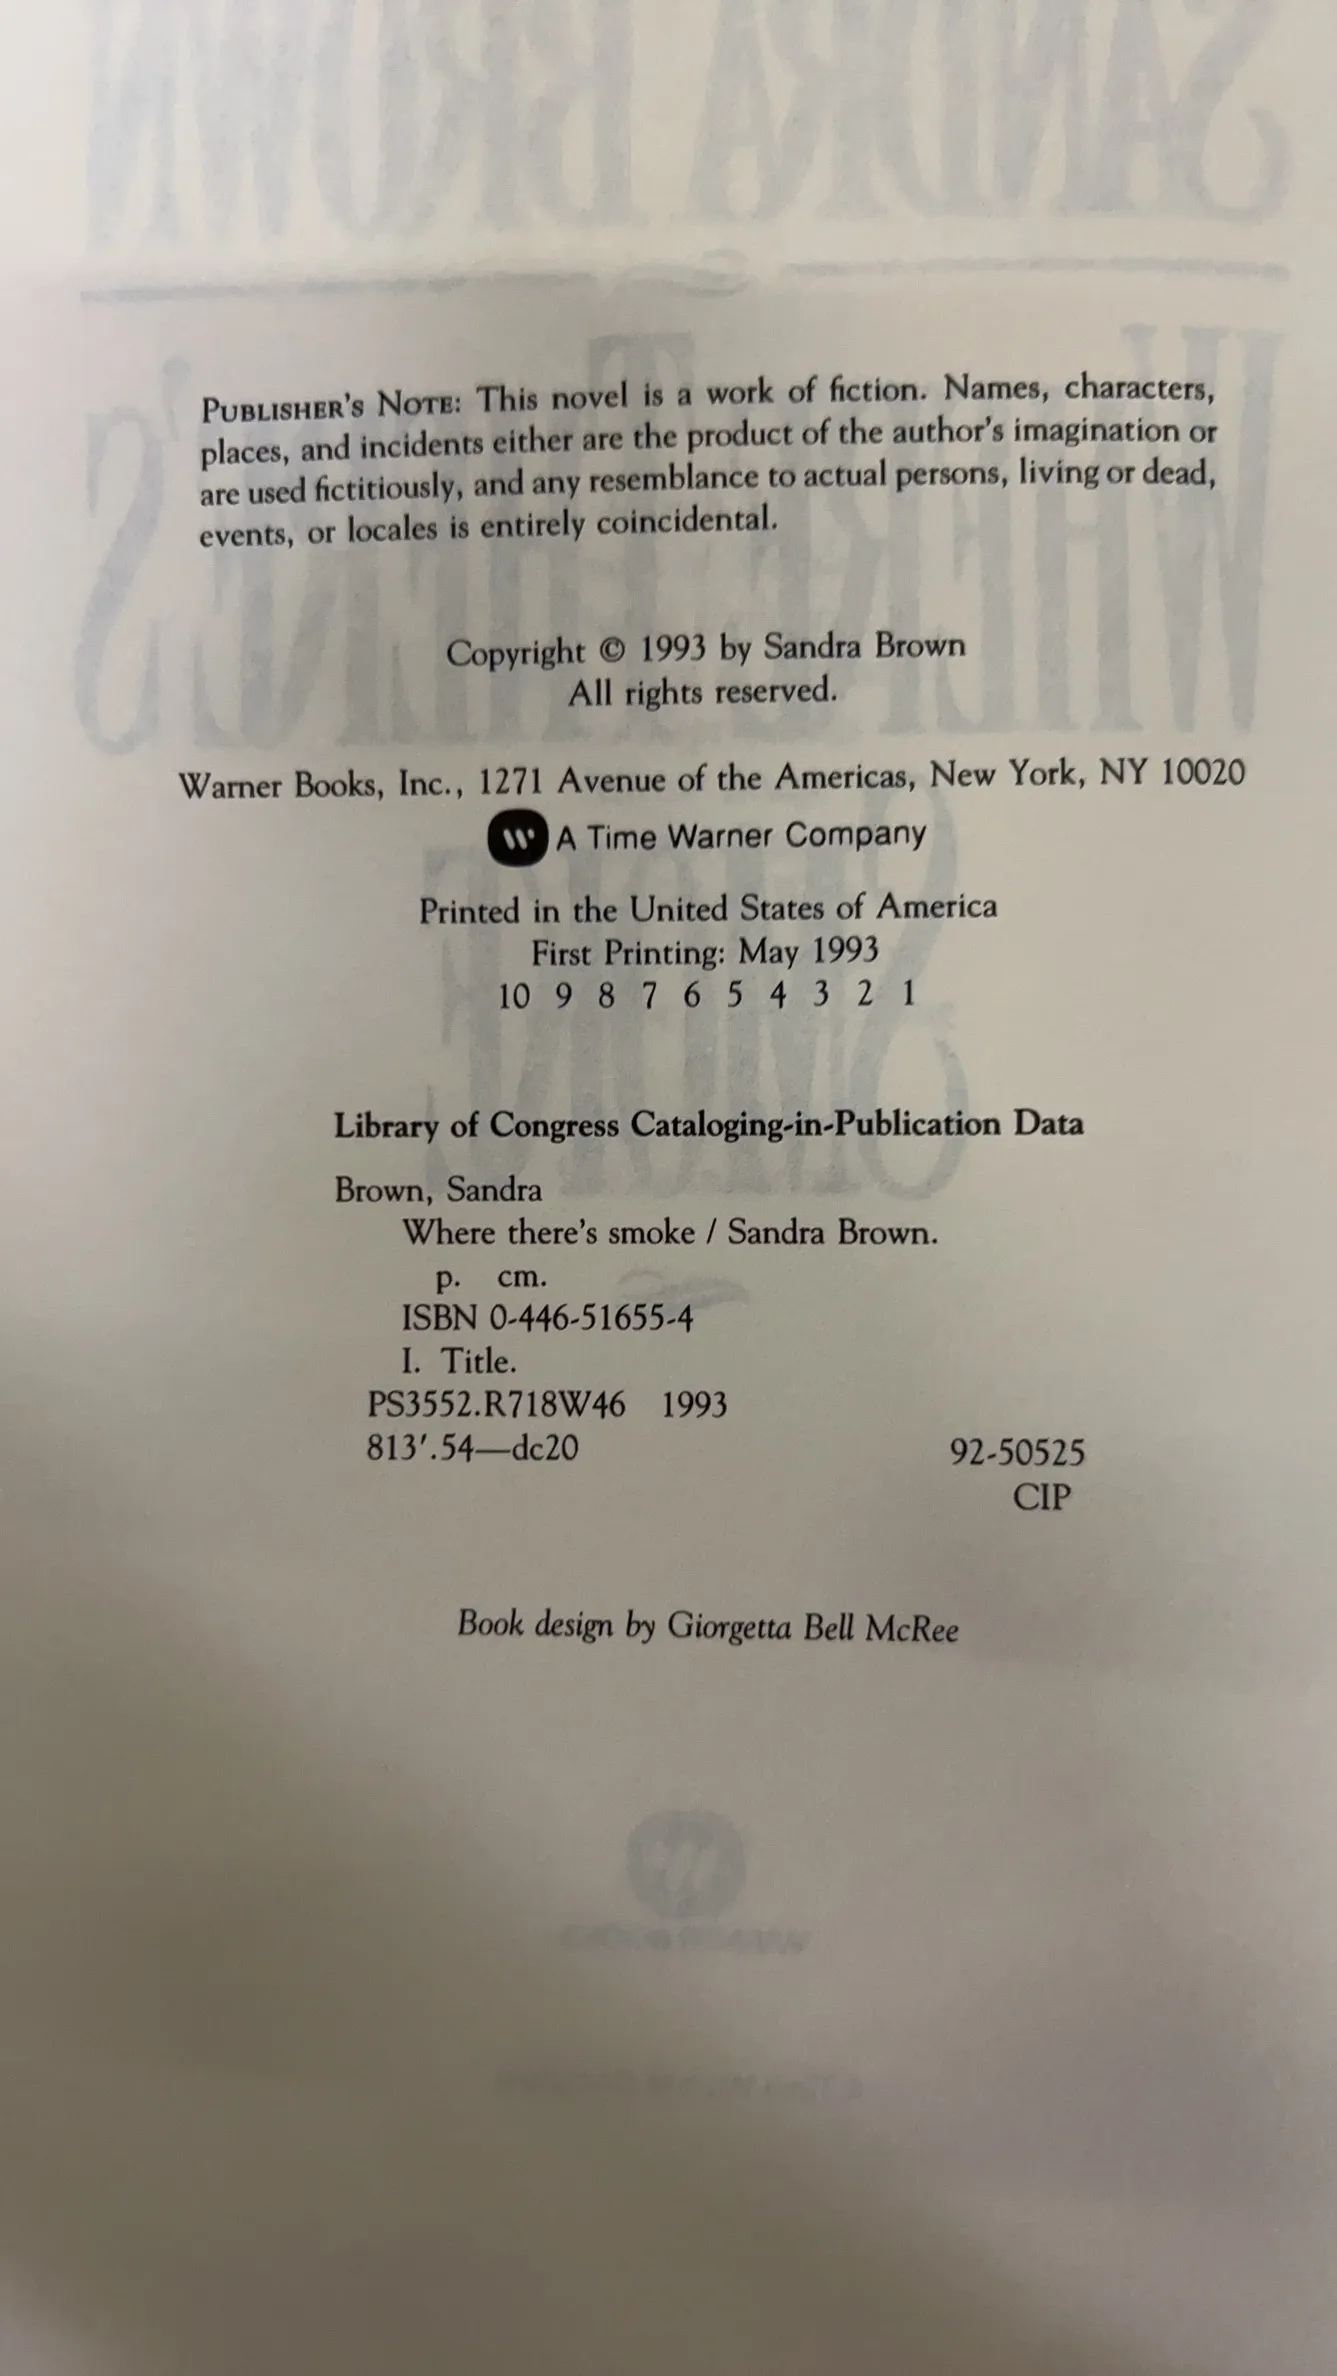 SANDRA BROWN
WHERE THERE'S
SMOKE
PUBLISHER'S NOTE: This novel is a work of fiction. Names, characters,
places, and incidents either are the product of the author's imagination or
are used fictitiously, and any resemblance to actual persons, living or dead,
events, or locales is entirely coincidental.
Copyright © 1993 by Sandra Brown
All rights reserved.
Warner Books, Inc., 1271 Avenue of the Americas, New York, NY 10020
A Time Warner Company
Printed in the United States of America
First Printing: May 1993
10 9 8 7 6 5 4 3 2 1
Library of Congress Cataloging-in-Publication Data
Brown, Sandra
Where there's smoke / Sandra Brown.
p. cm.
ISBN 0-446-51655-4
I. Title.
PS3552.R718W46 1993
813′.54—dc20 92-50525
CIP
Book design by Giorgetta Bell McRee